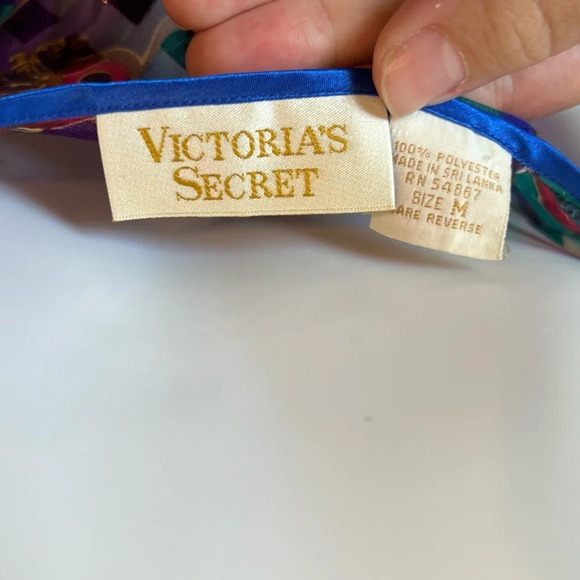 VICTORIA'S
SECRET
100% POLYESTER
MADE IN SRI LANKA
RN 54867
SIZE M
CARE REVERSE